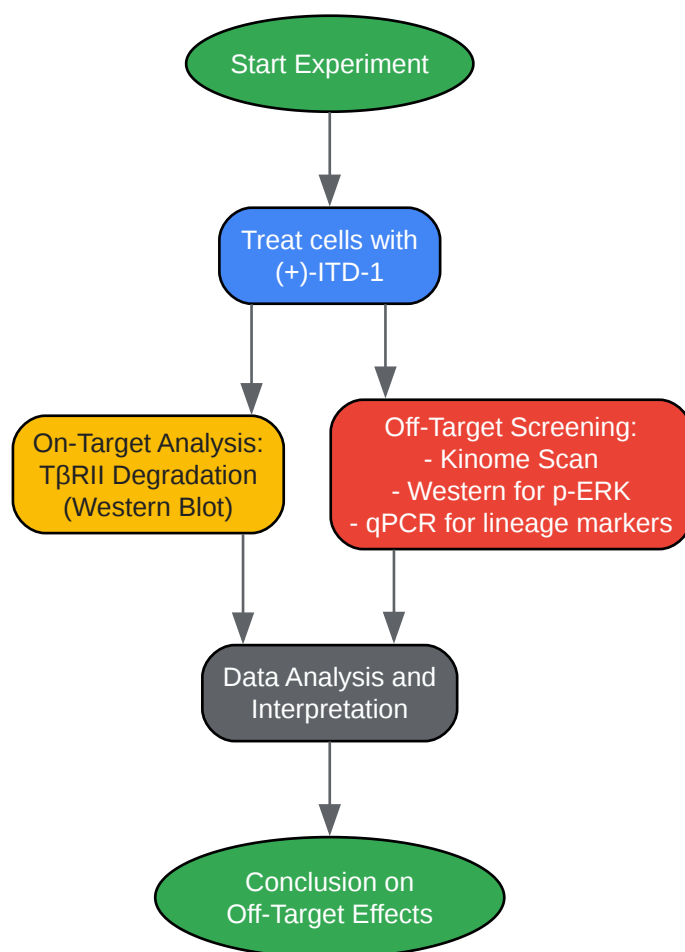 Start Experiment
Treat cells with
(+)-ITD-1
On-Target Analysis:
TβRII Degradation
(Western Blot)
Off-Target Screening:
- Kinome Scan
- Western for p-ERK
- qPCR for lineage markers
Data Analysis and
Interpretation
Conclusion on
Off-Target Effects